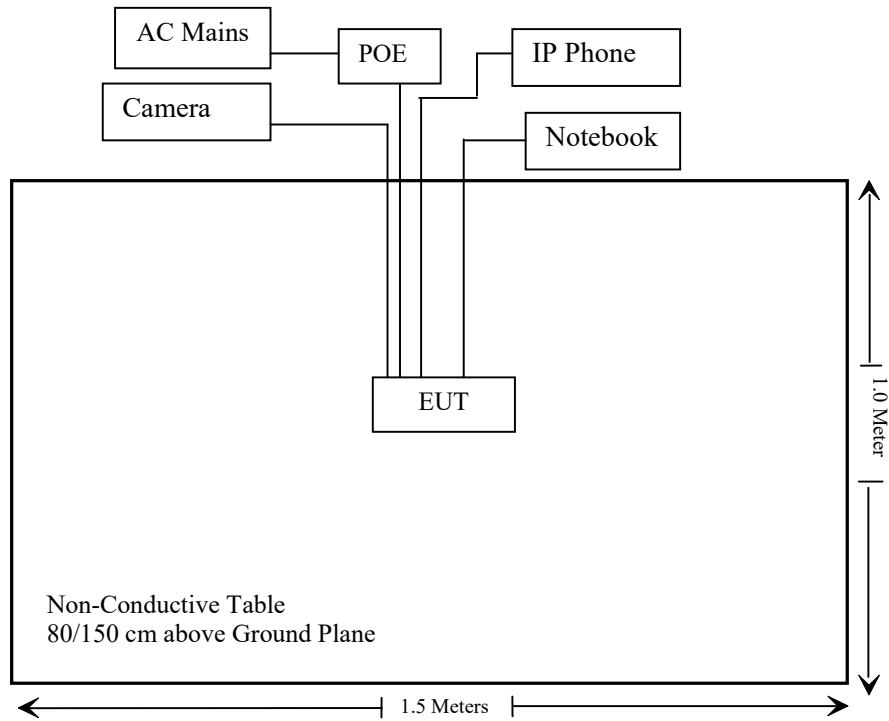 AC Mains
POE
IP Phone
Camera
Notebook
EUT
1.0 Meter
Non-Conductive Table
80/150 cm above Ground Plane
1.5 Meters